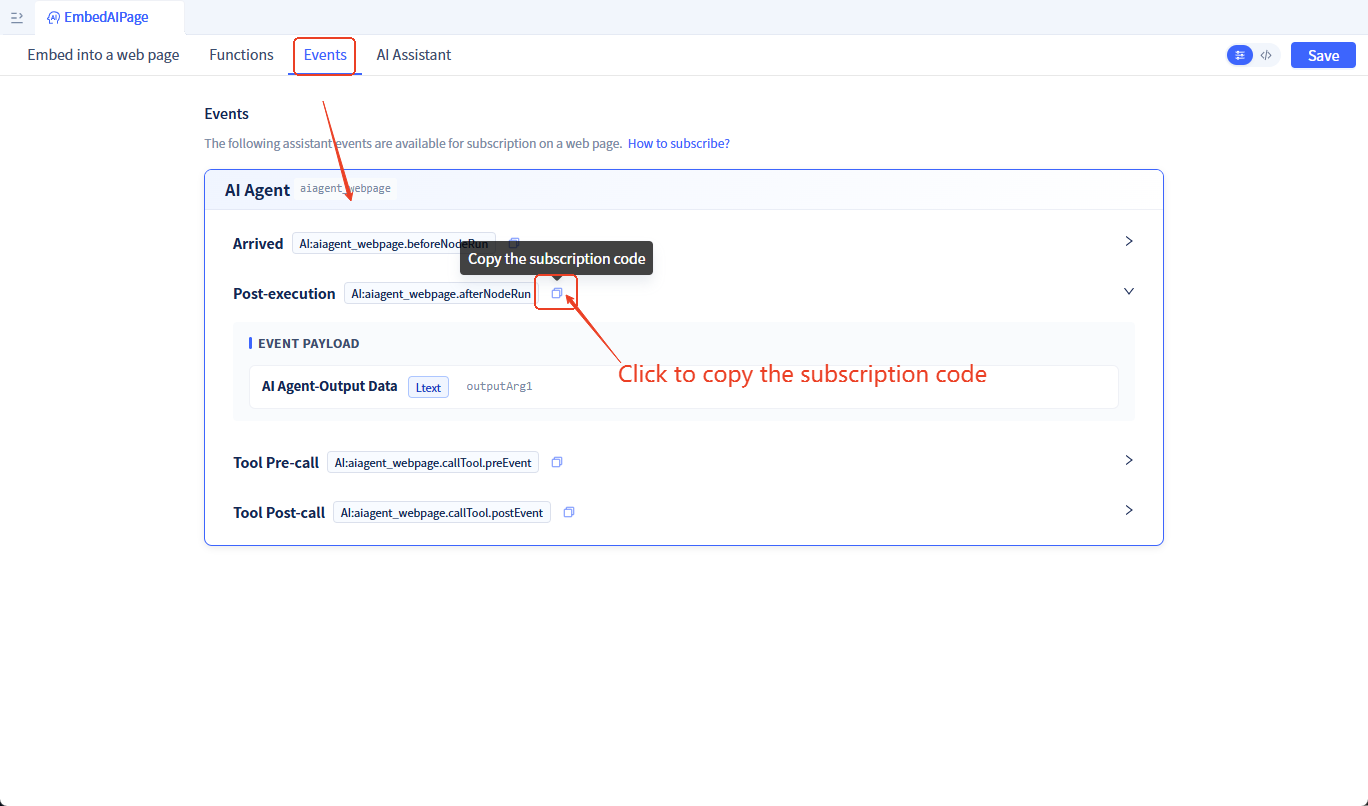 EmbedAIPage
Embed into a web page Functions Events AI Assistant Save
Events
The following assistant events are available for subscription on a web page. How to subscribe?
AI Agent aiagent_webpage
Arrived AI:aiagent_webpage.beforeNodeRun
Copy the subscription code
Post-execution AI:aiagent_webpage.afterNodeRun
EVENT PAYLOAD
Click to copy the subscription code
AI Agent-Output Data Ltext outputArg1
Tool Pre-call AI:aiagent_webpage.callTool.preEvent
Tool Post-call AI:aiagent_webpage.callTool.postEvent